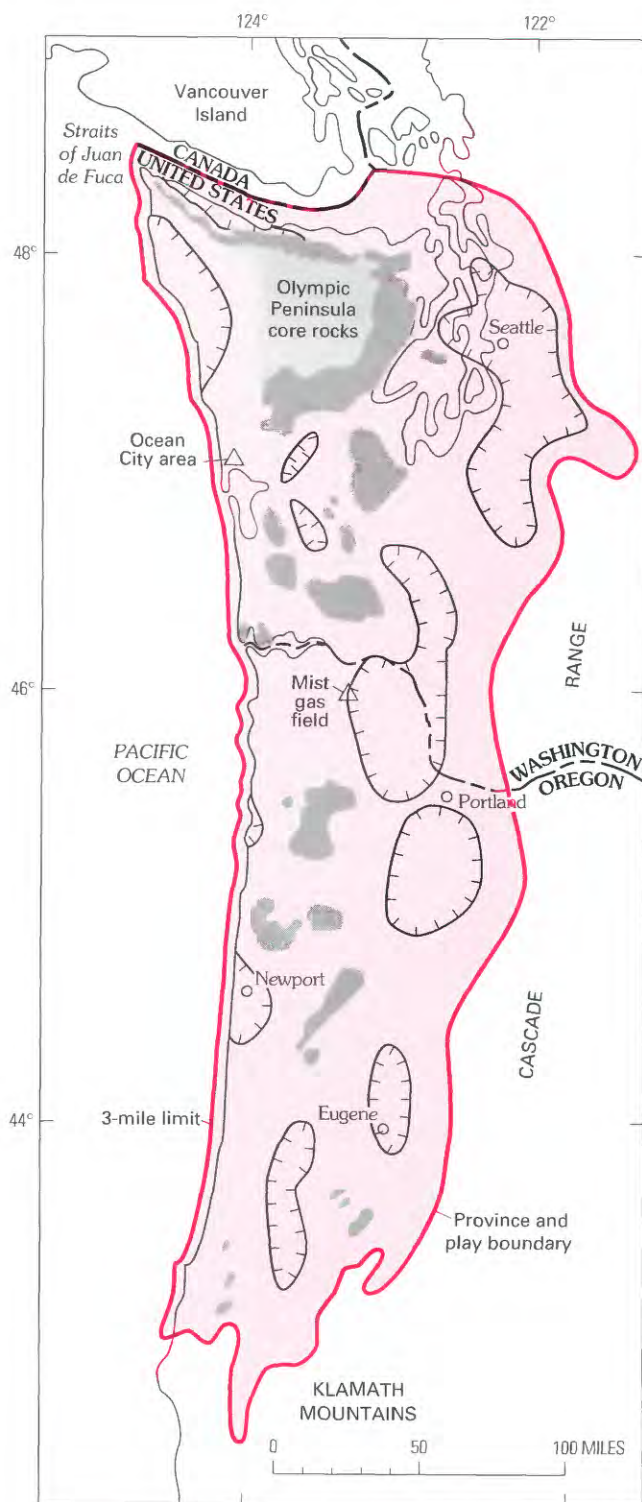 124°
122°
Vancouver
Island
Straits
of Juan
de Fuca
CANADA
UNITED STATES
48°
Olympic
Peninsula
core rocks
Seattle
Ocean
City area
46°
Mist
gas
field
RANGE
PACIFIC
OCEAN
WASHINGTON
OREGON
Portland
Newport
CASCADE
44°
3-mile limit
Eugene
Province and
play boundary
KLAMATH
MOUNTAINS
0 50 100 MILES